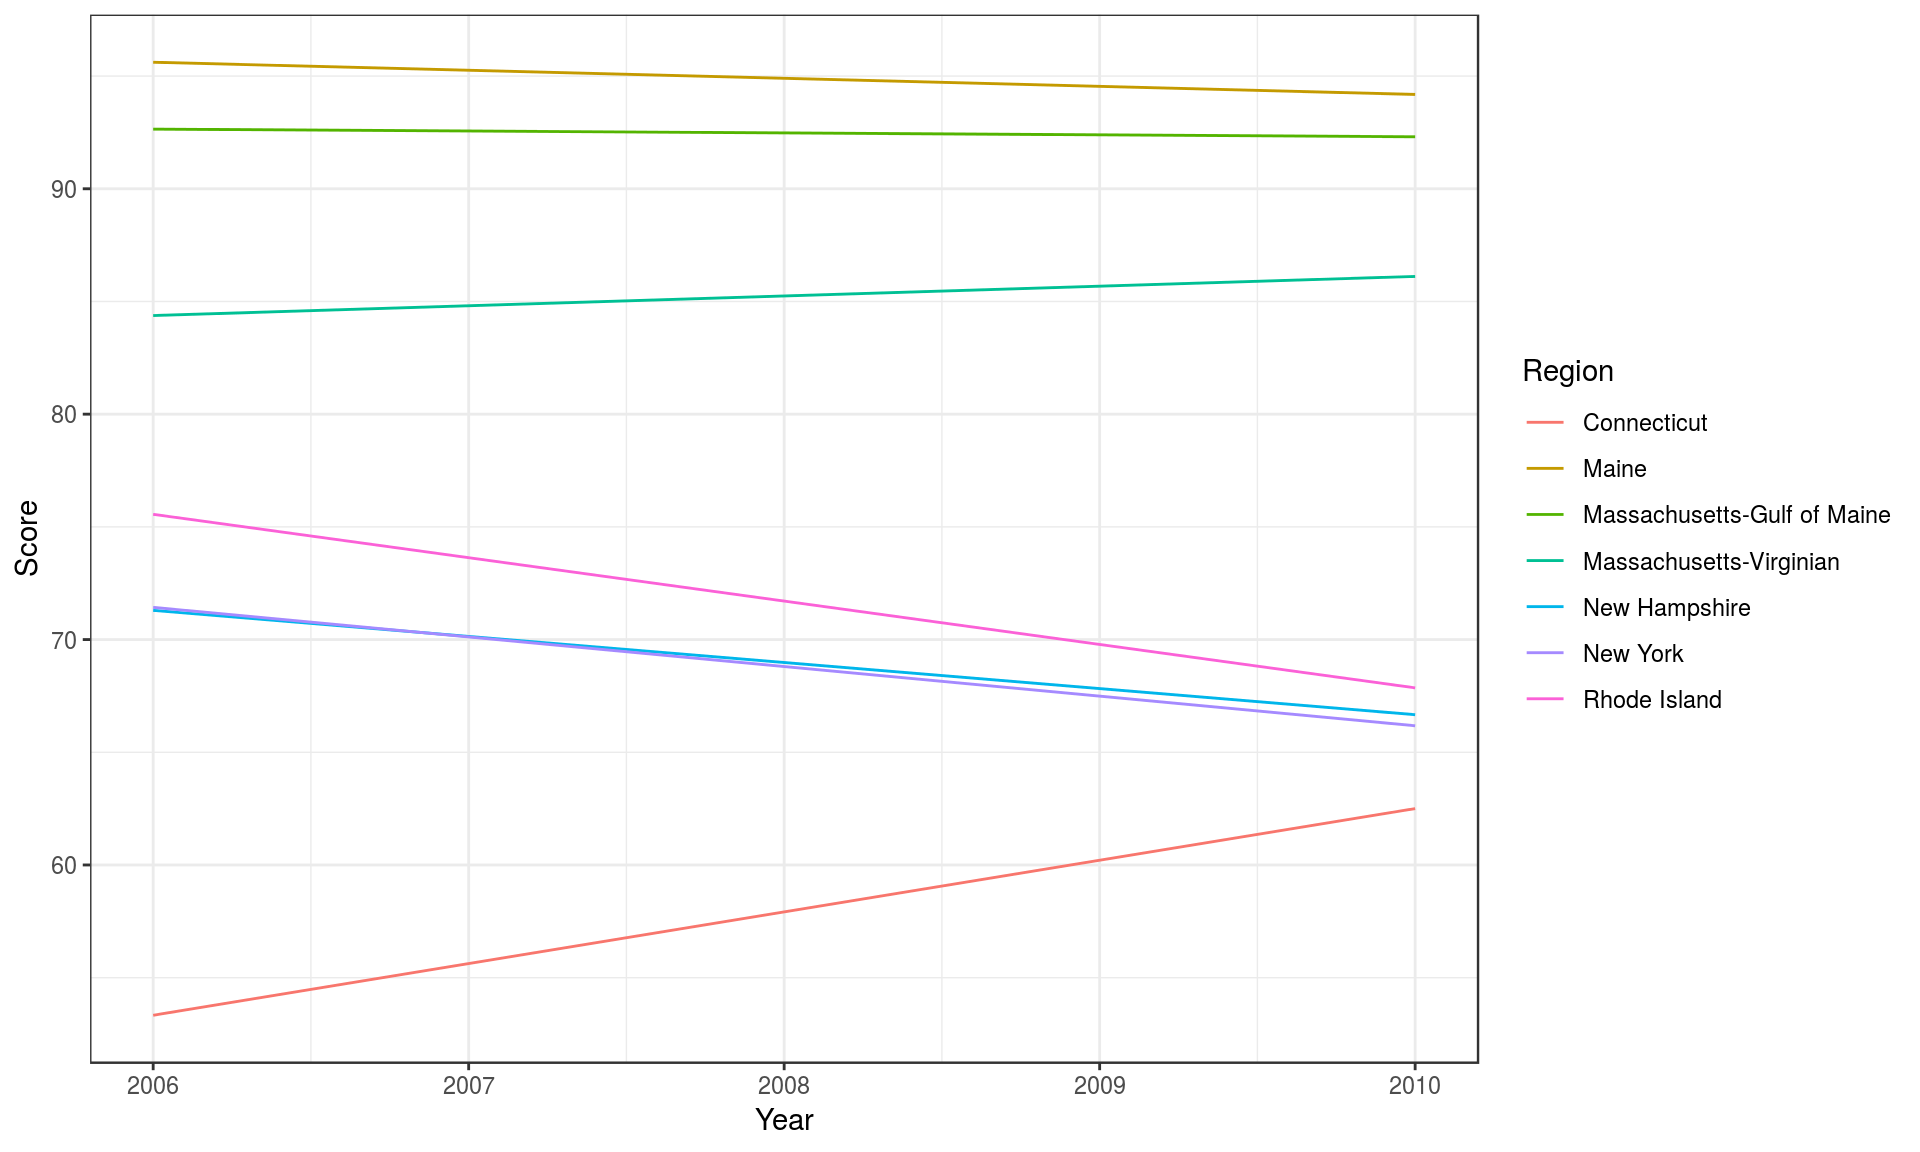 90
80
70
60
Score
2006 2007 2008 2009 2010
Year
Region
Connecticut
Maine
Massachusetts-Gulf of Maine
Massachusetts-Virginian
New Hampshire
New York
Rhode Island